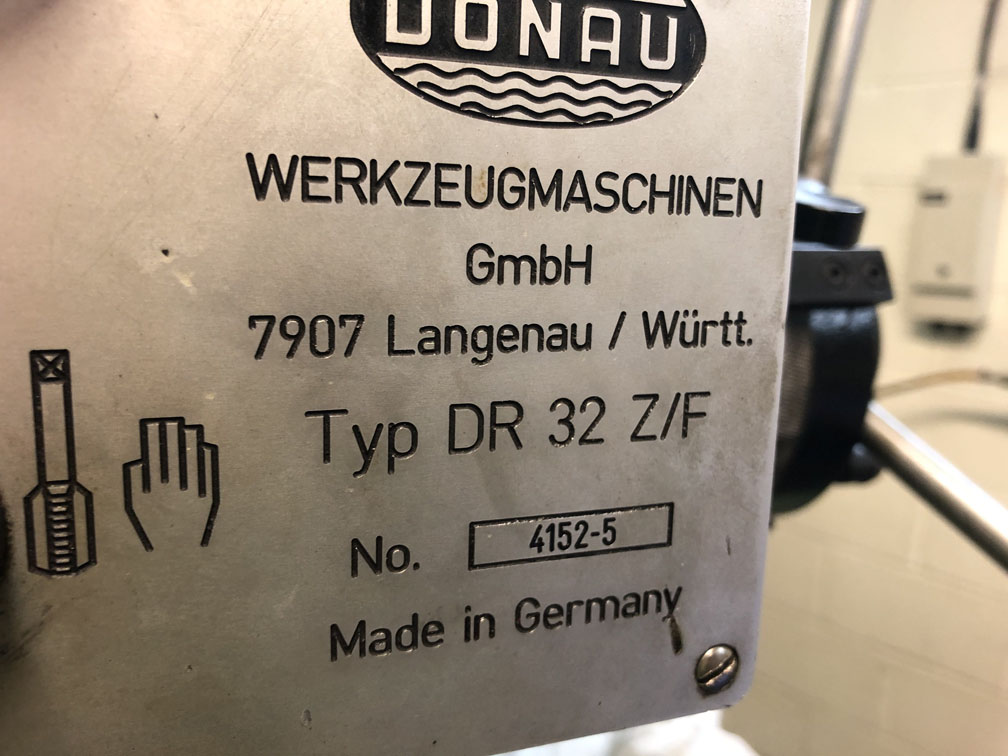 DONAU
WERKZEUGMASCHINEN
GmbH
7907 Langenau / Württ.
Typ DR 32 Z/F
No. 4152-5
Made in Germany